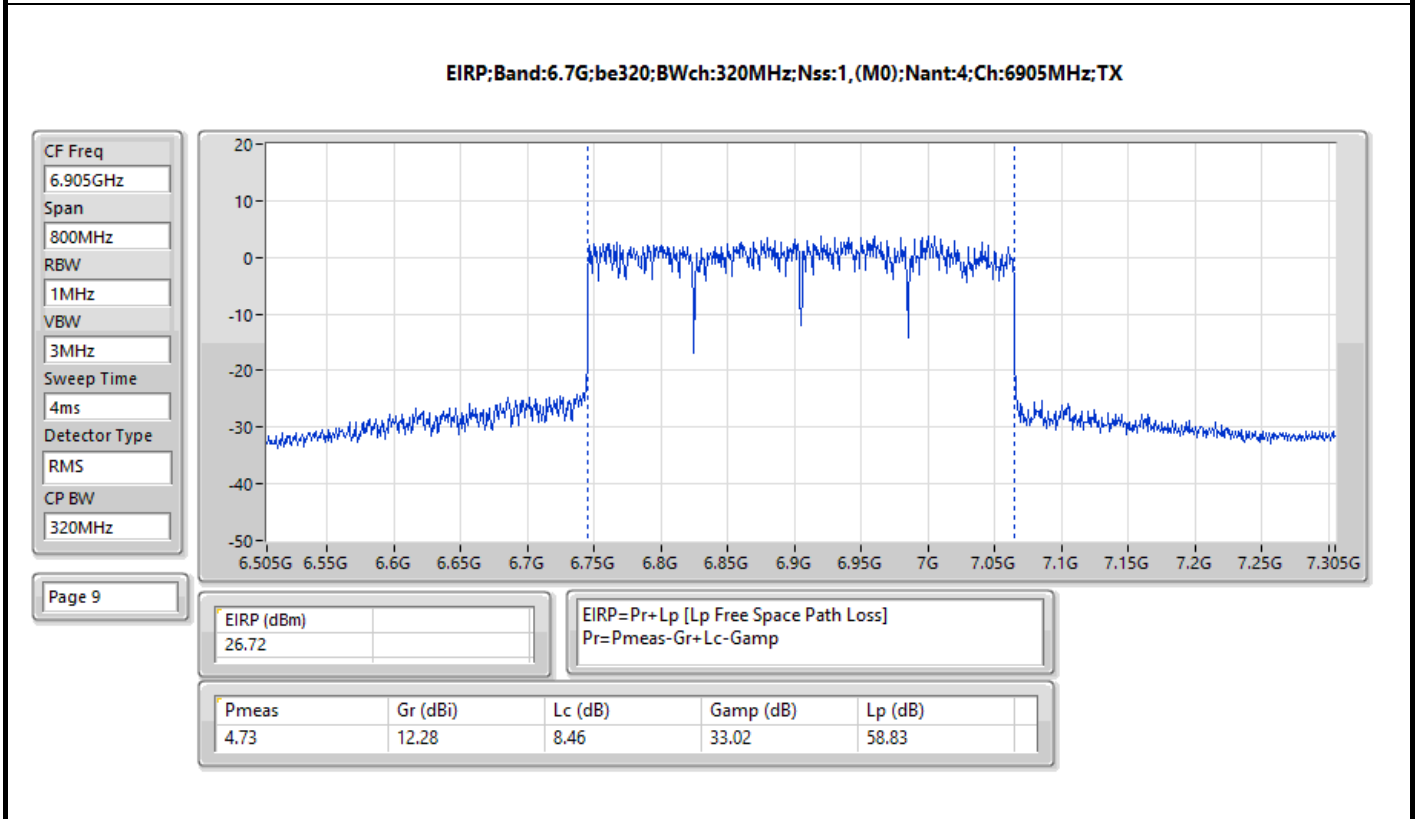 EIRP;Band:6.7G;be320;BWch:320MHz;Nss:1,(M0);Nant:4;Ch:6905MHz;TX
CF Freq
6.905GHz
Span
800MHz
RBW
1MHz
VBW
3MHz
Sweep Time
4ms
Detector Type
RMS
CP BW
320MHz
Page 9
20
10
0
-10
-20
-30
-40
-50
6.505G 6.55G 6.6G 6.65G 6.7G 6.75G 6.8G 6.85G 6.9G 6.95G 7G 7.05G 7.1G 7.15G 7.2G 7.25G 7.305G
EIRP (dBm)
26.72
EIRP=Pr+Lp [Lp Free Space Path Loss]
Pr=Pmeas-Gr+Lc-Gamp
Pmeas Gr (dBi) Lc (dB) Gamp (dB) Lp (dB)
4.73 12.28 8.46 33.02 58.83